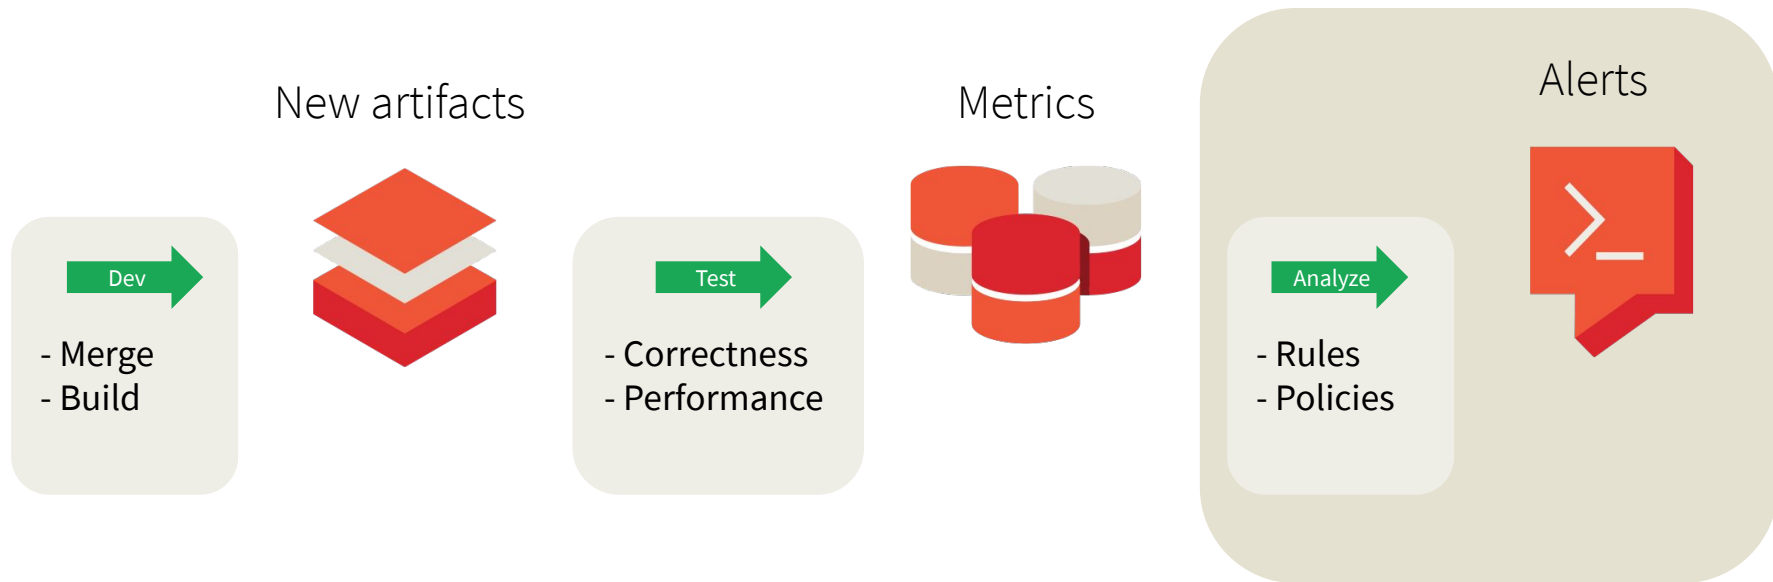 New artifacts
Metrics
Alerts
Dev
- Merge
- Build
Test
- Correctness
- Performance
Analyze
- Rules
- Policies